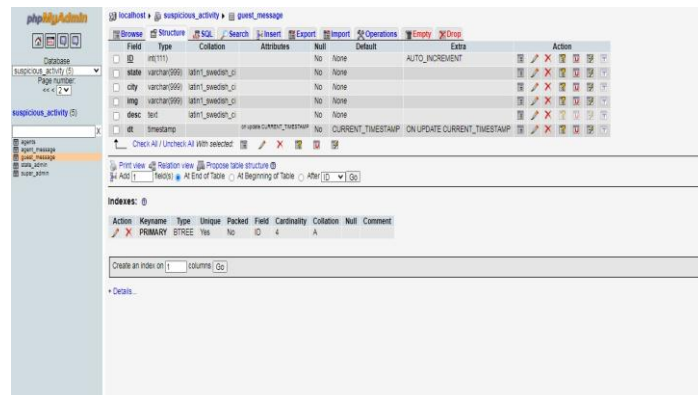 phpMyAdmin
Database
suspicious_activity (5)
Page number:
<< < 2
suspicious_activity (5)
X
agents
agent_message
guest_message
state_admin
super_admin
localhost ▸ suspicious_activity ▸ guest_message
Browse Structure SQL Search Insert Export Import Operations Empty Drop
Field Type Collation Attributes Null Default Extra Action
ID int(111) No None AUTO_INCREMENT
state varchar(999) latin1_swedish_ci No None
city varchar(999) latin1_swedish_ci No None
img varchar(999) latin1_swedish_ci No None
desc text latin1_swedish_ci No None
dt timestamp on update CURRENT_TIMESTAMP No CURRENT_TIMESTAMP ON UPDATE CURRENT_TIMESTAMP
Check All / Uncheck All With selected:
Print view Relation view Propose table structure
Add 1 field(s) At End of Table At Beginning of Table After ID Go
Indexes:
Action Keyname Type Unique Packed Field Cardinality Collation Null Comment
PRIMARY BTREE Yes No ID 4 A
Create an index on 1 columns Go
+ Details...